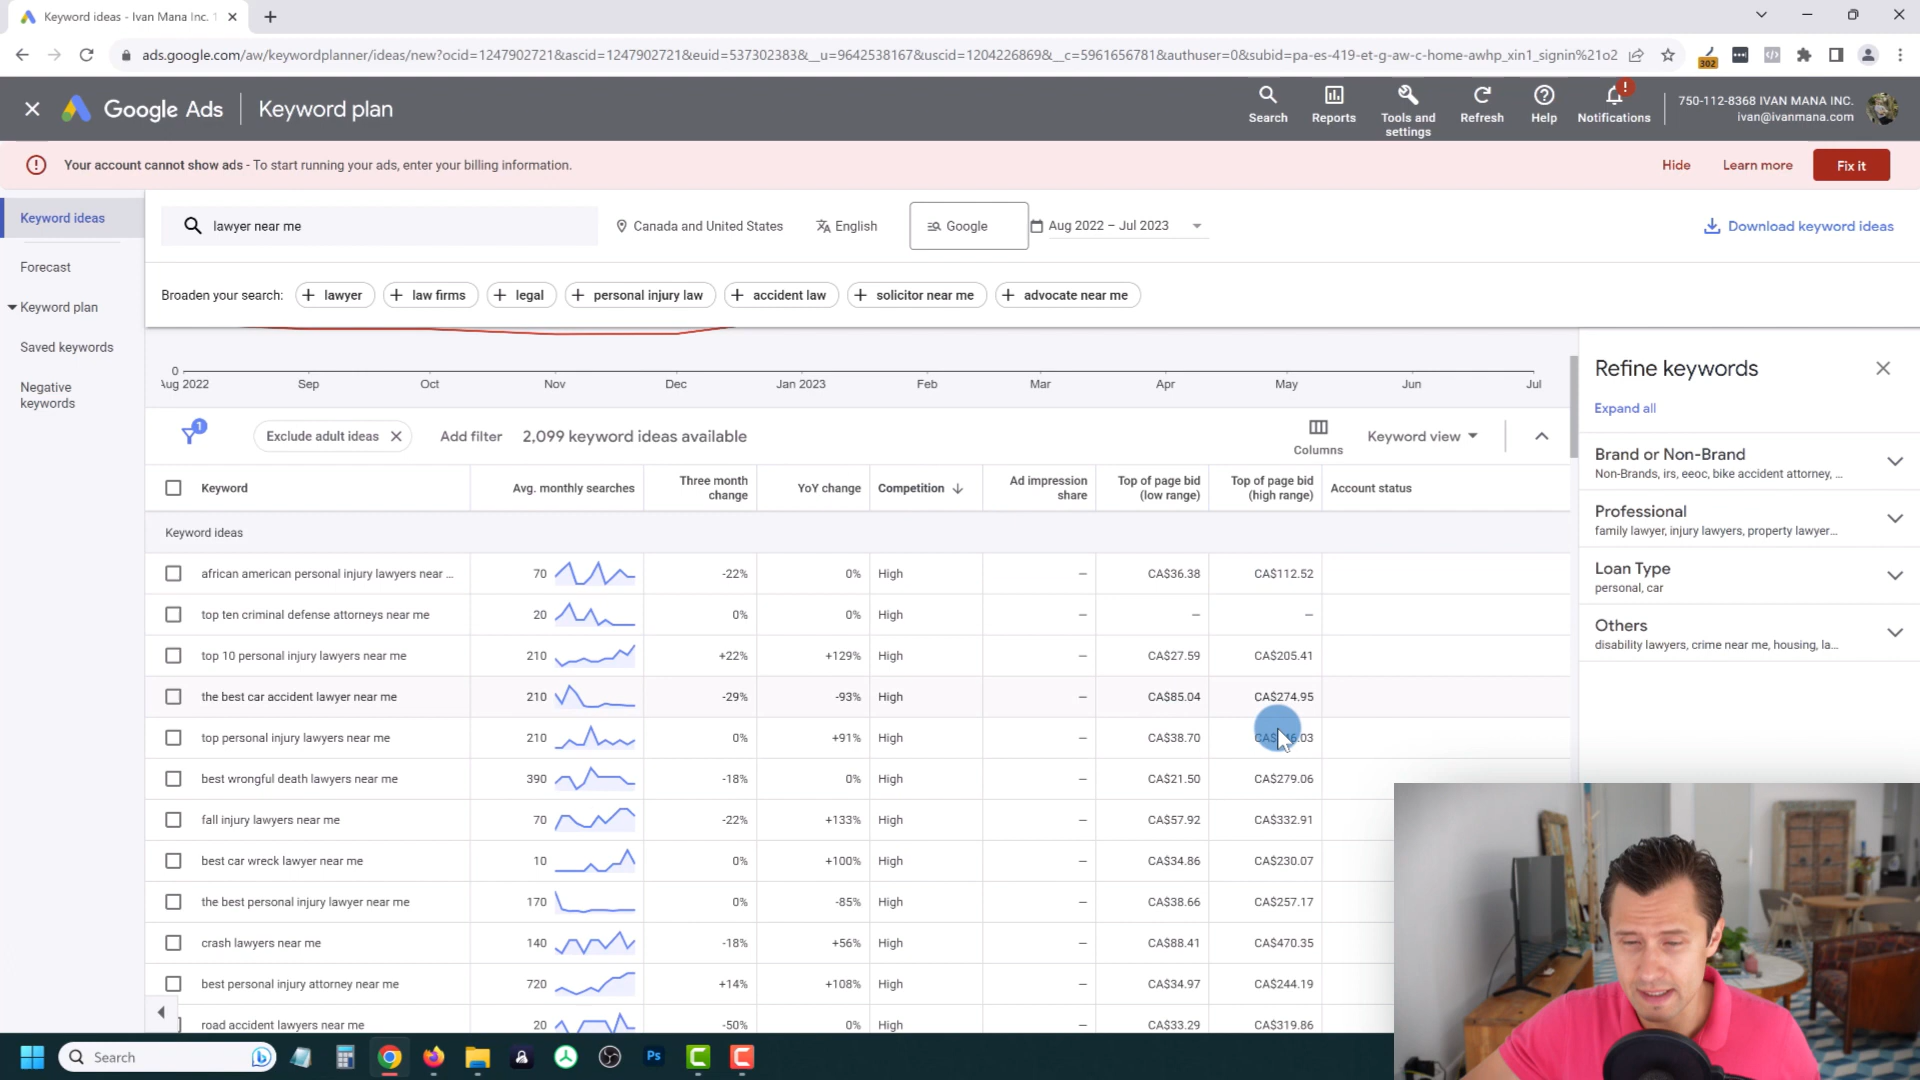 Keyword ideas - Ivan Mana Inc. 1
ads.google.com/aw/keywordplanner/ideas/new?ocid=1247902721&ascid=1247902721&euid=537302383&__u=9642538167&uscid=1204226869&__c=5961656781&authuser=0&subid=pa-es-419-et-g-aw-c-home-awhp_xin1_signin%21o2
302
Google Ads
Keyword plan
Search
Reports
Tools and settings
Refresh
Help
!
Notifications
750-112-8368 IVAN MANA INC.
ivan@ivanmana.com
Your account cannot show ads - To start running your ads, enter your billing information.
Hide
Learn more
Fix it
Keyword ideas
Forecast
Keyword plan
Saved keywords
Negative
keywords
lawyer near me
Canada and United States
English
Google
Aug 2022 – Jul 2023
Download keyword ideas
Broaden your search:
lawyer
law firms
legal
personal injury law
accident law
solicitor near me
advocate near me
0
Aug 2022 Sep Oct Nov Dec Jan 2023 Feb Mar Apr May Jun Jul
1
Exclude adult ideas
Add filter
2,099 keyword ideas available
Columns
Keyword view
Keyword
Avg. monthly searches
Three month
change
YoY change
Competition
Ad impression
share
Top of page bid
(low range)
Top of page bid
(high range)
Account status
Keyword ideas
african american personal injury lawyers near ... 70 -22% 0% High – CA$36.38 CA$112.52
top ten criminal defense attorneys near me 20 0% 0% High – – –
top 10 personal injury lawyers near me 210 +22% +129% High – CA$27.59 CA$205.41
the best car accident lawyer near me 210 -29% -93% High – CA$85.04 CA$274.95
top personal injury lawyers near me 210 0% +91% High – CA$38.70
best wrongful death lawyers near me 390 -18% 0% High – CA$21.50 CA$279.06
fall injury lawyers near me 70 -22% +133% High – CA$57.92 CA$332.91
best car wreck lawyer near me 10 0% +100% High – CA$34.86 CA$230.07
the best personal injury lawyer near me 170 0% -85% High – CA$38.66 CA$257.17
crash lawyers near me 140 -18% +56% High – CA$88.41 CA$470.35
best personal injury attorney near me 720 +14% +108% High – CA$34.97 CA$244.19
road accident lawyers near me 20 -50% 0% High – CA$33.29 CA$319.86
Refine keywords
Expand all
Brand or Non-Brand
Non-Brands, irs, eeoc, bike accident attorney, ...
Professional
family lawyer, injury lawyers, property lawyer...
Loan Type
personal, car
Others
disability lawyers, crime near me, housing, la...
Search
Ps